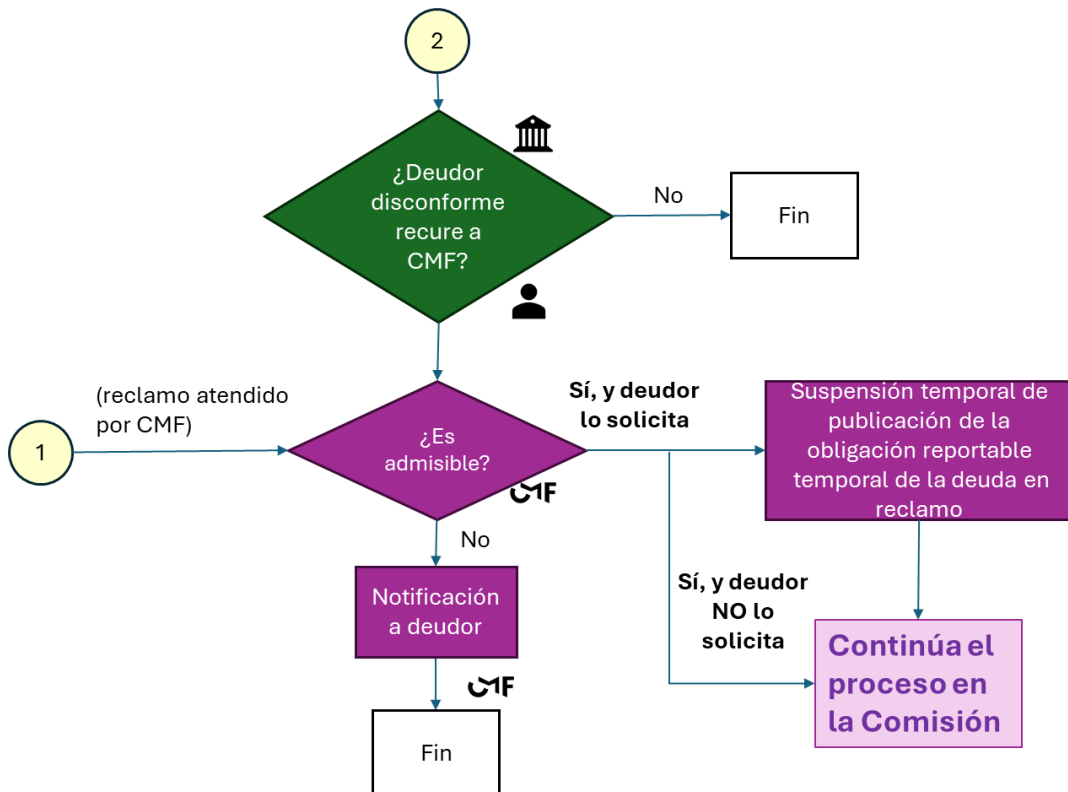 2
¿Deudor
disconforme
recure a
CMF?
No
Fin
(reclamo atendido
por CMF)
1
¿Es
admisible?
CMF
Sí, y deudor
lo solicita
Suspensión temporal de
publicación de la
obligación reportable
temporal de la deuda en
reclamo
No
Notificación
a deudor
CMF
Fin
Sí, y deudor
NO lo
solicita
Continúa el
proceso en
la Comisión